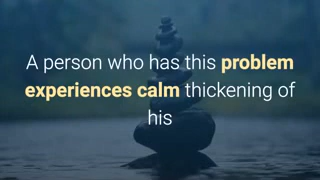 A person who has this problem
experiences calm thickening of
his